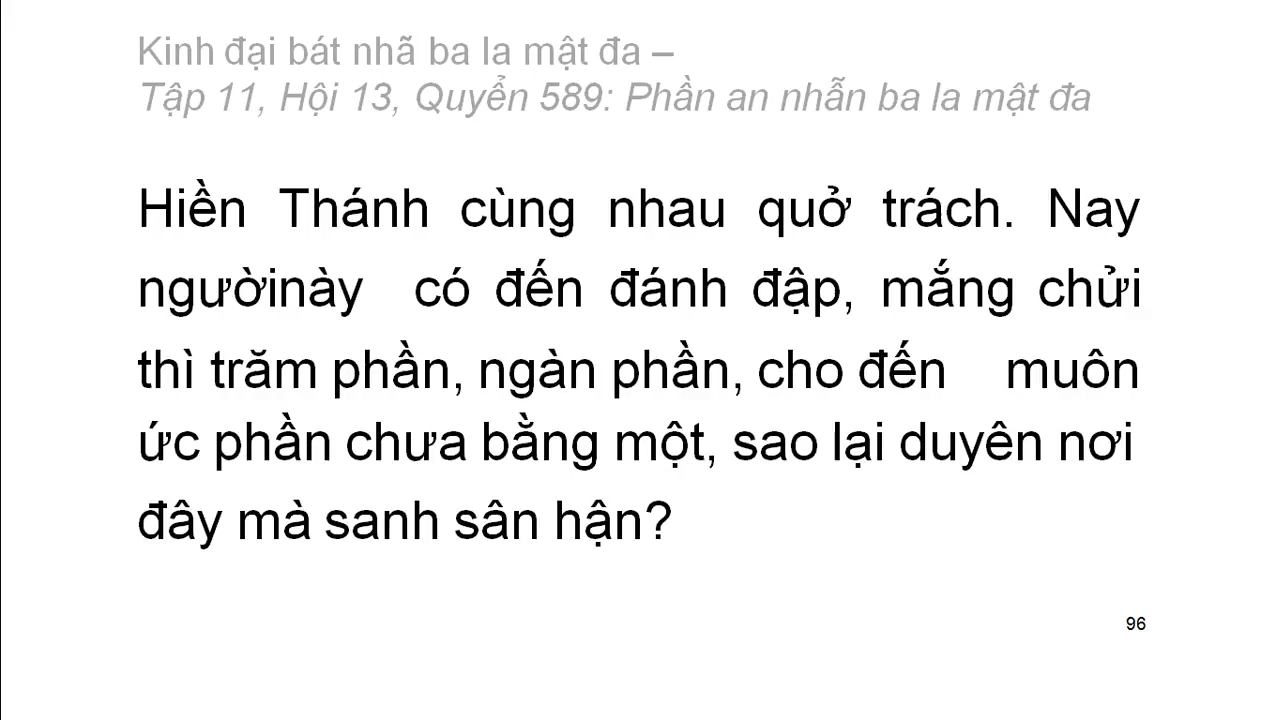 Kinh đại bát nhã ba la mật đa –
Tập 11, Hội 13, Quyển 589: Phần an nhẫn ba la mật đa
Hiền Thánh cùng nhau quở trách. Nay
ngườinày có đến đánh đập, mắng chửi
thì trăm phần, ngàn phần, cho đến muôn
ức phần chưa bằng một, sao lại duyên nơi
đây mà sanh sân hận?
96